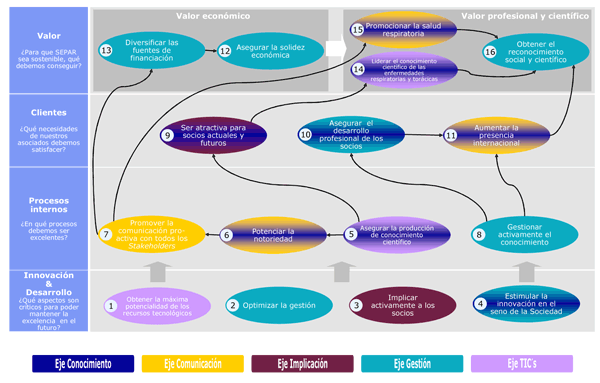 Valor económico
Valor profesional y científico
Valor
¿Para que SEPAR
sea sostenible, qué
debemos conseguir?
13
Diversificar las
fuentes de
financiación
12
Asegurar la solidez
económica
15
Promocionar la salud
respiratoria
14
Liderar el conocimiento
científico de las
enfermedades
respiratorias y torácicas
16
Obtener el
reconocimiento
social y científico
Clientes
¿Qué necesidades
de nuestros
asociados debemos
satisfacer?
9
Ser atractiva para
socios actuales y
futuros
10
Asegurar el
desarrollo
profesional de los
socios
11
Aumentar la
presencia
internacional
Procesos
internos
¿En qué procesos
debemos ser
excelentes?
7
Promover la
comunicación pro-
activa con todos los
Stakeholders
6
Potenciar la
notoriedad
5
Asegurar la producción
de conocimiento
científico
8
Gestionar
activamente el
conocimiento
Innovación
&
Desarrollo
¿Qué aspectos son
críticos para poder
mantener la
excelencia en el
futuro?
1
Obtener la máxima
potencialidad de los
recursos tecnológicos
2
Optimizar la gestión
3
Implicar
activamente a los
socios
4
Estimular la
innovación en el
seno de la Sociedad
Eje Conocimiento
Eje Comunicación
Eje Implicación
Eje Gestión
Eje TIC's